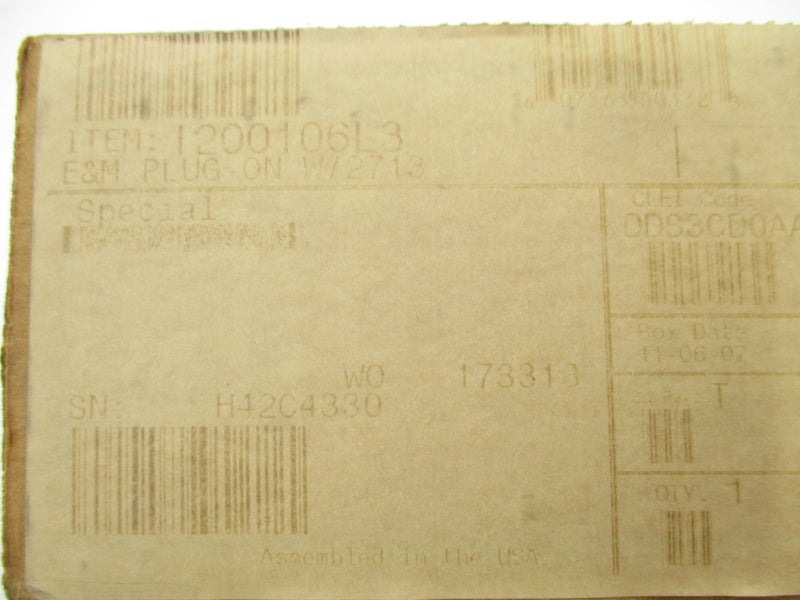 ITEM: 1200106L3
E&M PLUG ON W/2713
Special
CLEI Code
DDS3CD0AA
Box Date
11-06-07
WO 173313
SN: H42C4330
T
QTY. 1
Assembled in the USA